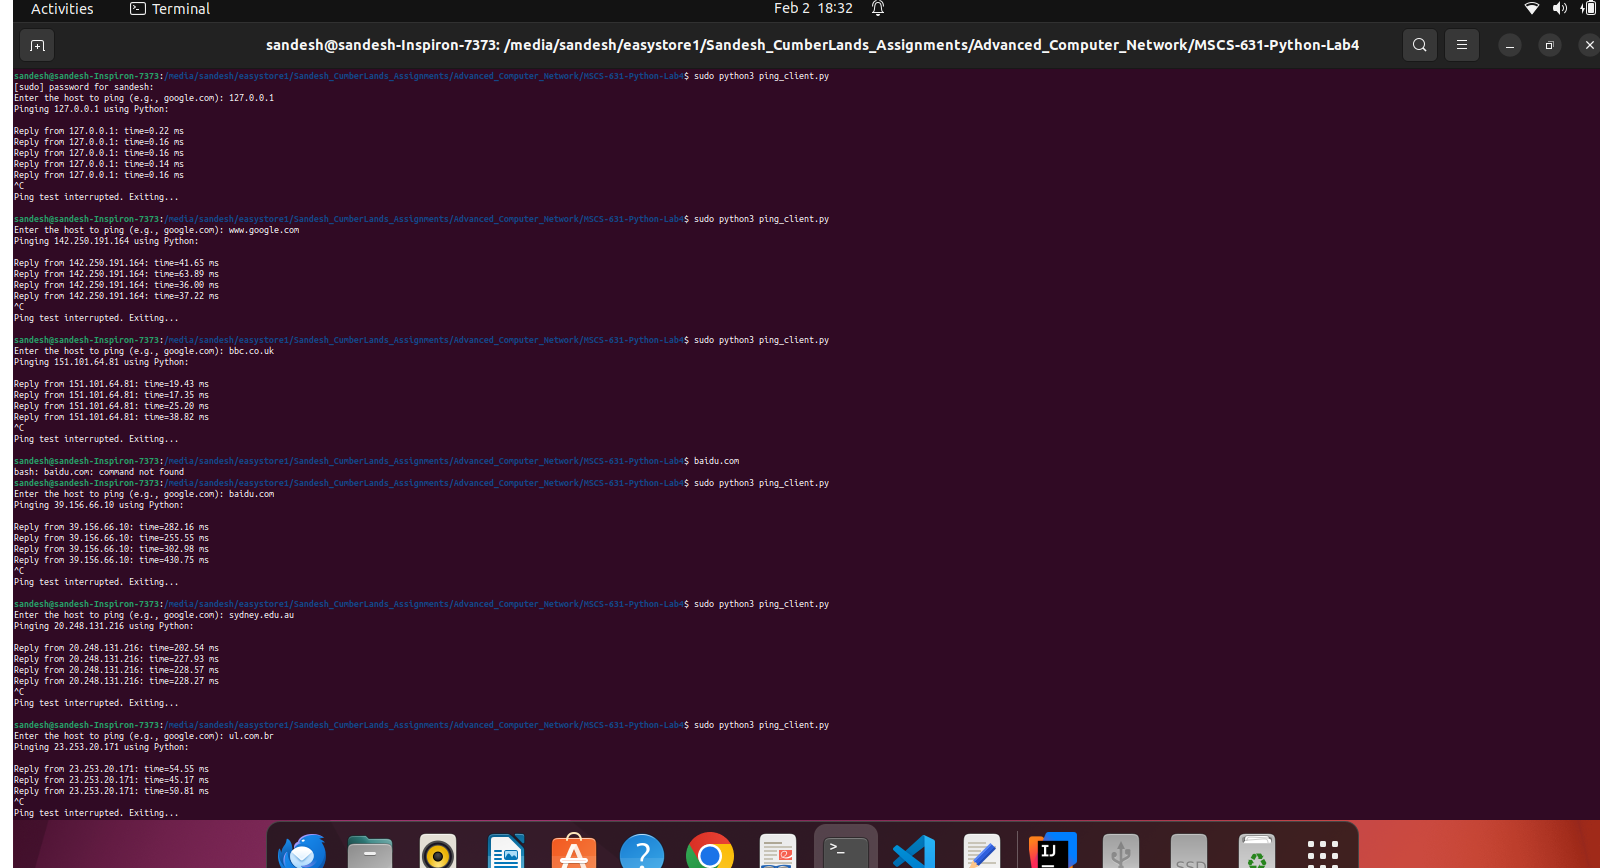 Activities
Terminal
Feb 2 18:32
sandesh@sandesh-Inspiron-7373: /media/sandesh/easystore1/Sandesh_CumberLands_Assignments/Advanced_Computer_Network/MSCS-631-Python-Lab4
sandesh@sandesh-Inspiron-7373:/media/sandesh/easystore1/Sandesh_CumberLands_Assignments/Advanced_Computer_Network/MSCS-631-Python-Lab4$ sudo python3 ping_client.py
[sudo] password for sandesh:
Enter the host to ping (e.g., google.com): 127.0.0.1
Pinging 127.0.0.1 using Python:
Reply from 127.0.0.1: time=0.22 ms
Reply from 127.0.0.1: time=0.16 ms
Reply from 127.0.0.1: time=0.16 ms
Reply from 127.0.0.1: time=0.14 ms
Reply from 127.0.0.1: time=0.16 ms
^C
Ping test interrupted. Exiting...
sandesh@sandesh-Inspiron-7373:/media/sandesh/easystore1/Sandesh_CumberLands_Assignments/Advanced_Computer_Network/MSCS-631-Python-Lab4$ sudo python3 ping_client.py
Enter the host to ping (e.g., google.com): www.google.com
Pinging 142.250.191.164 using Python:
Reply from 142.250.191.164: time=41.65 ms
Reply from 142.250.191.164: time=63.89 ms
Reply from 142.250.191.164: time=36.00 ms
Reply from 142.250.191.164: time=37.22 ms
^C
Ping test interrupted. Exiting...
sandesh@sandesh-Inspiron-7373:/media/sandesh/easystore1/Sandesh_CumberLands_Assignments/Advanced_Computer_Network/MSCS-631-Python-Lab4$ sudo python3 ping_client.py
Enter the host to ping (e.g., google.com): bbc.co.uk
Pinging 151.101.64.81 using Python:
Reply from 151.101.64.81: time=19.43 ms
Reply from 151.101.64.81: time=17.35 ms
Reply from 151.101.64.81: time=25.20 ms
Reply from 151.101.64.81: time=38.82 ms
^C
Ping test interrupted. Exiting...
sandesh@sandesh-Inspiron-7373:/media/sandesh/easystore1/Sandesh_CumberLands_Assignments/Advanced_Computer_Network/MSCS-631-Python-Lab4$ baidu.com
bash: baidu.com: command not found
sandesh@sandesh-Inspiron-7373:/media/sandesh/easystore1/Sandesh_CumberLands_Assignments/Advanced_Computer_Network/MSCS-631-Python-Lab4$ sudo python3 ping_client.py
Enter the host to ping (e.g., google.com): baidu.com
Pinging 39.156.66.10 using Python:
Reply from 39.156.66.10: time=282.16 ms
Reply from 39.156.66.10: time=255.55 ms
Reply from 39.156.66.10: time=302.98 ms
Reply from 39.156.66.10: time=430.75 ms
^C
Ping test interrupted. Exiting...
sandesh@sandesh-Inspiron-7373:/media/sandesh/easystore1/Sandesh_CumberLands_Assignments/Advanced_Computer_Network/MSCS-631-Python-Lab4$ sudo python3 ping_client.py
Enter the host to ping (e.g., google.com): sydney.edu.au
Pinging 20.248.131.216 using Python:
Reply from 20.248.131.216: time=202.54 ms
Reply from 20.248.131.216: time=227.93 ms
Reply from 20.248.131.216: time=228.57 ms
Reply from 20.248.131.216: time=228.27 ms
^C
Ping test interrupted. Exiting...
sandesh@sandesh-Inspiron-7373:/media/sandesh/easystore1/Sandesh_CumberLands_Assignments/Advanced_Computer_Network/MSCS-631-Python-Lab4$ sudo python3 ping_client.py
Enter the host to ping (e.g., google.com): ul.com.br
Pinging 23.253.20.171 using Python:
Reply from 23.253.20.171: time=54.55 ms
Reply from 23.253.20.171: time=45.17 ms
Reply from 23.253.20.171: time=50.81 ms
^C
Ping test interrupted. Exiting...
>_
IJ
SSD